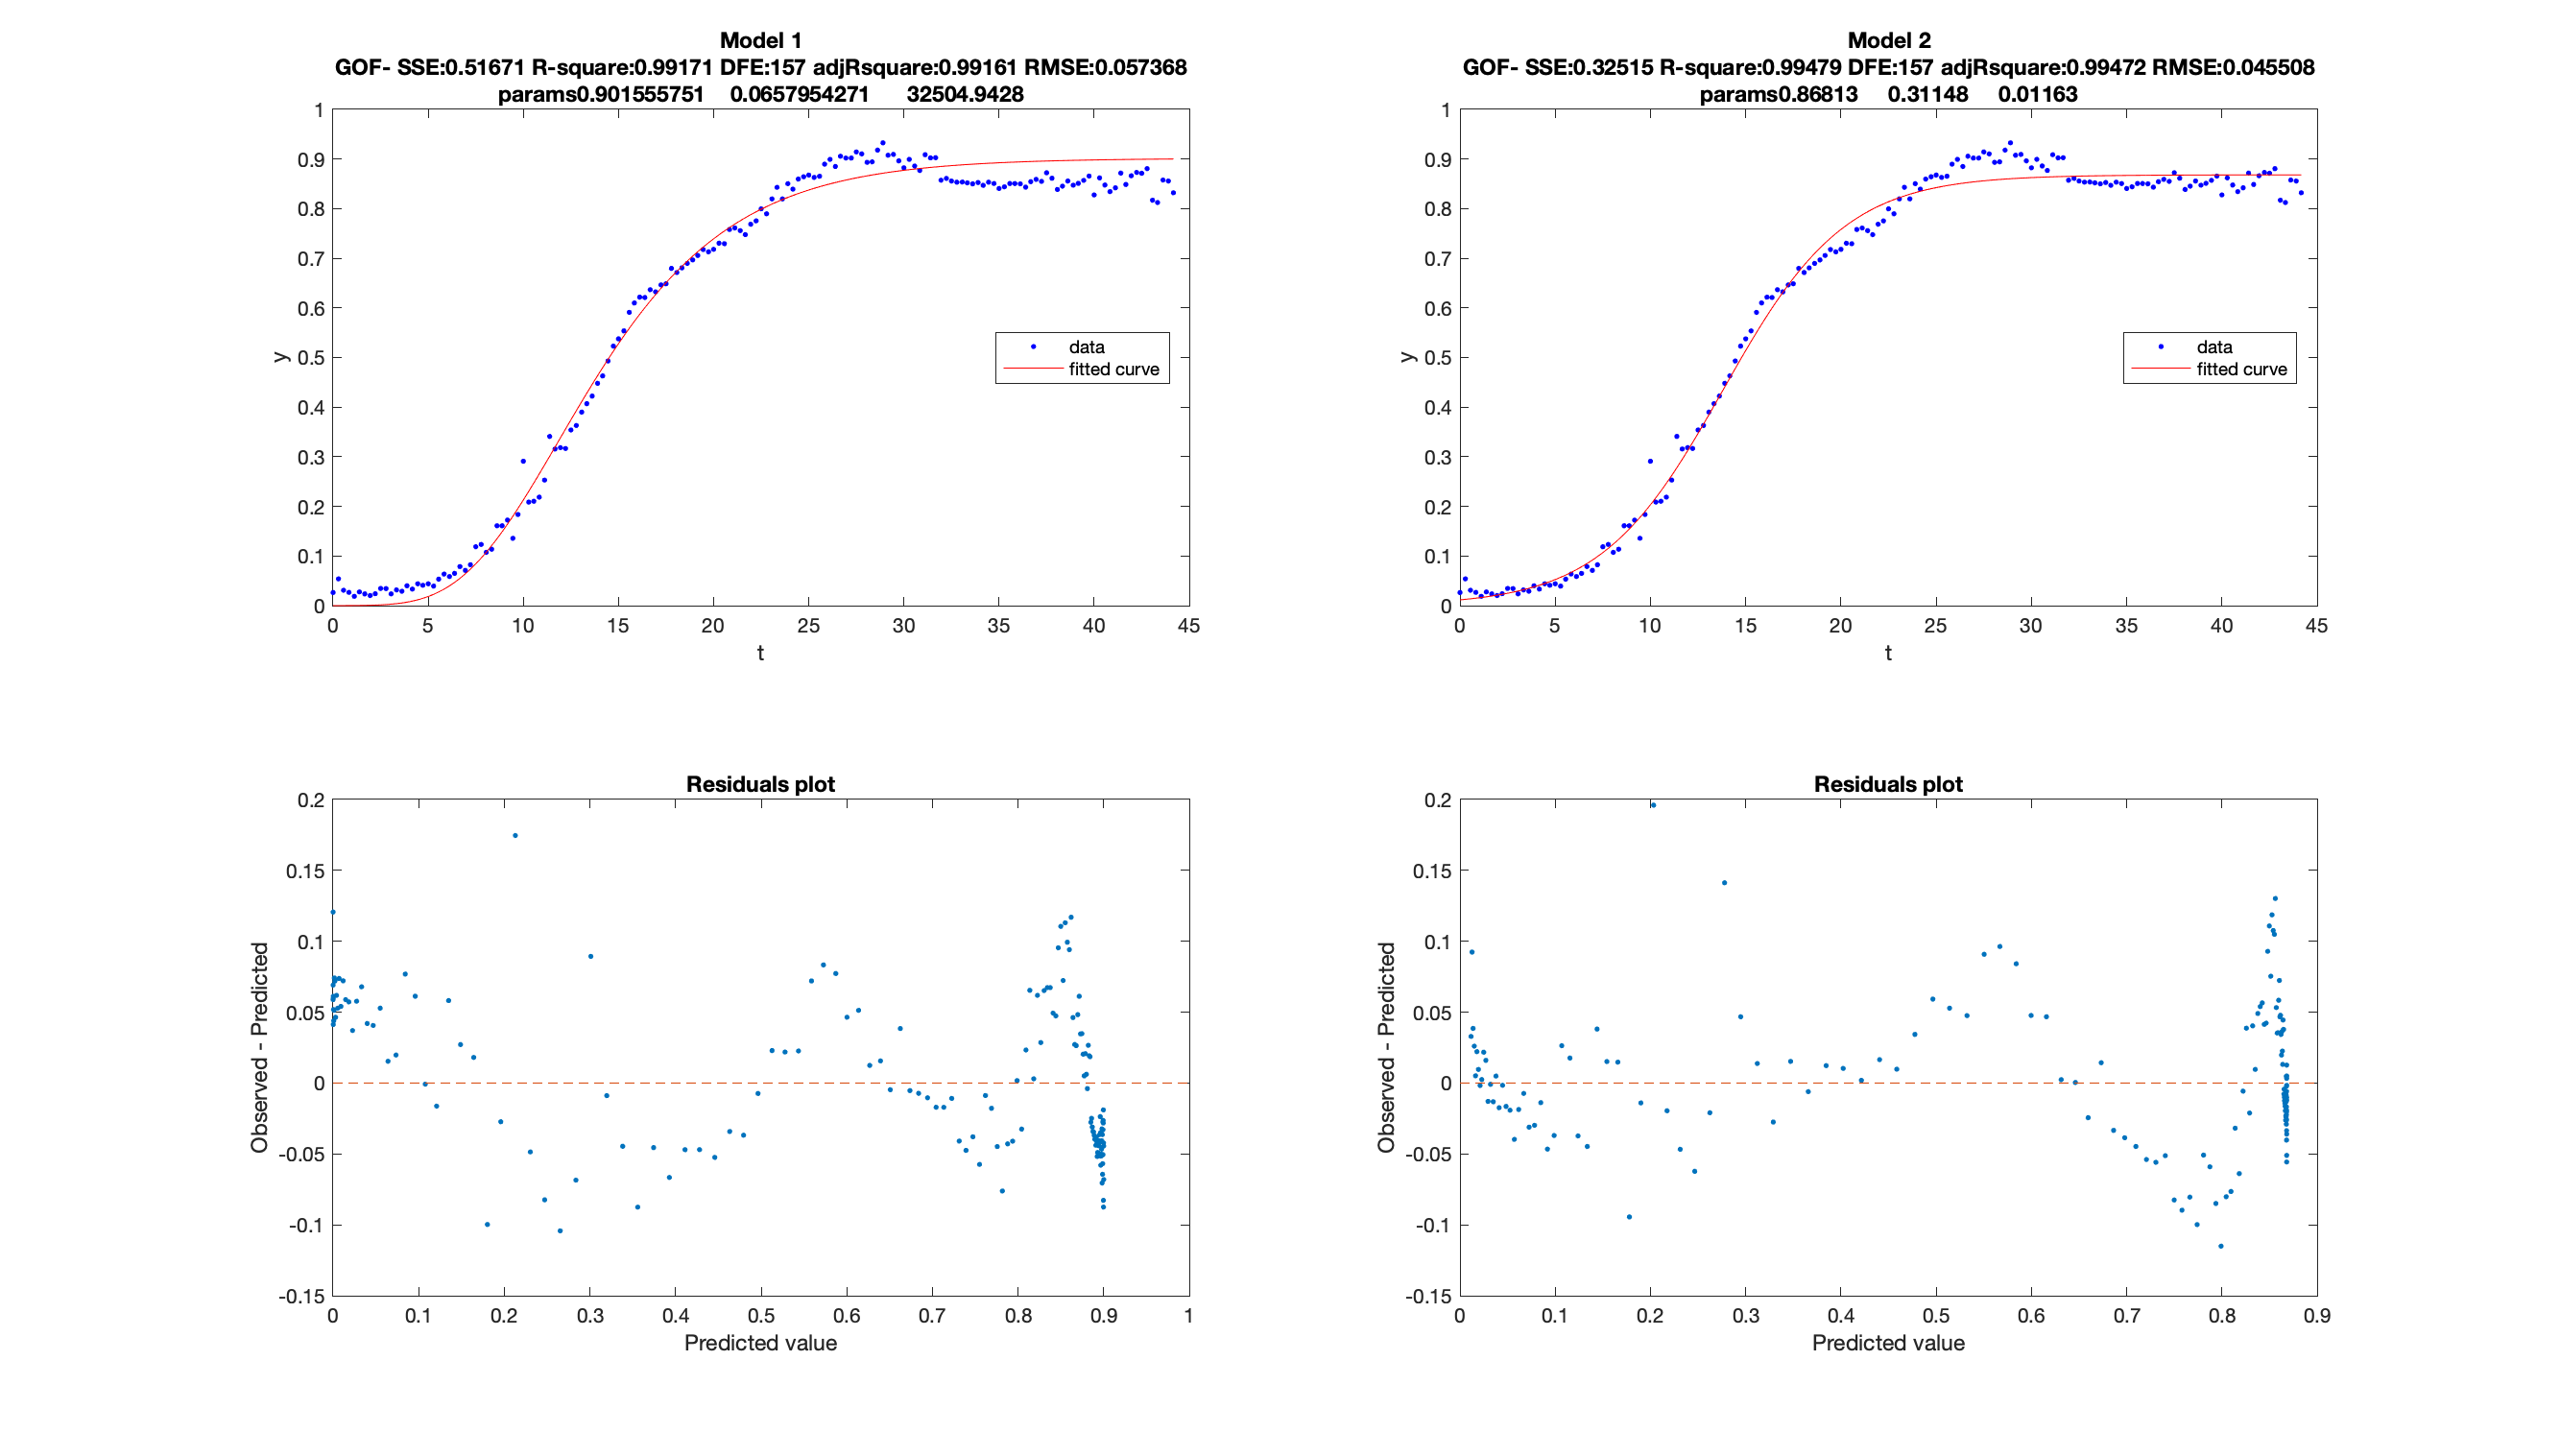 Model 1
GOF- SSE:0.51671 R-square:0.99171 DFE:157 adjRsquare:0.99161 RMSE:0.057368
params0.901555751 0.0657954271 32504.9428
1
0.9
0.8
0.7
0.6
0.5
0.4
0.3
0.2
0.1
0
y
data
fitted curve
0 5 10 15 20 25 30 35 40 45
t
Model 2
GOF- SSE:0.32515 R-square:0.99479 DFE:157 adjRsquare:0.99472 RMSE:0.045508
params0.86813 0.31148 0.01163
1
0.9
0.8
0.7
0.6
0.5
0.4
0.3
0.2
0.1
0
y
data
fitted curve
0 5 10 15 20 25 30 35 40 45
t
Residuals plot
0.2
0.15
0.1
0.05
0
-0.05
-0.1
-0.15
Observed - Predicted
0 0.1 0.2 0.3 0.4 0.5 0.6 0.7 0.8 0.9 1
Predicted value
Residuals plot
0.2
0.15
0.1
0.05
0
-0.05
-0.1
-0.15
Observed - Predicted
0 0.1 0.2 0.3 0.4 0.5 0.6 0.7 0.8 0.9
Predicted value